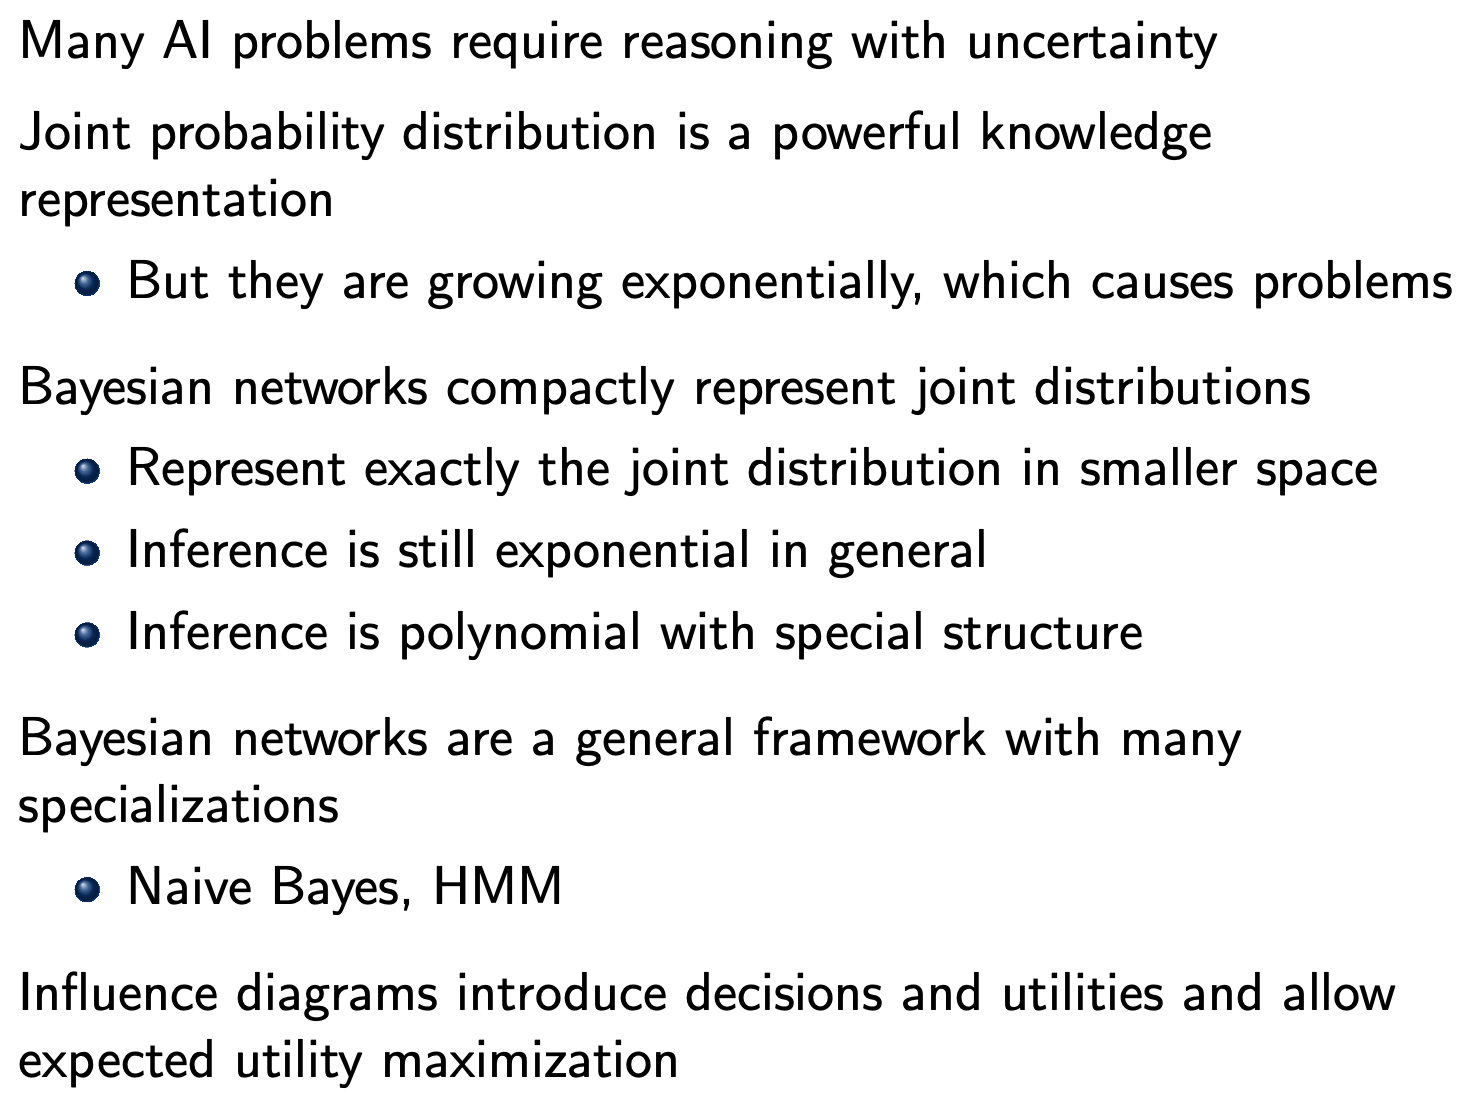 Many AI problems require reasoning with uncertainty
Joint probability distribution is a powerful knowledge
representation
But they are growing exponentially, which causes problems
Bayesian networks compactly represent joint distributions
Represent exactly the joint distribution in smaller space
Inference is still exponential in general
Inference is polynomial with special structure
Bayesian networks are a general framework with many
specializations
Naive Bayes, HMM
Influence diagrams introduce decisions and utilities and allow
expected utility maximization